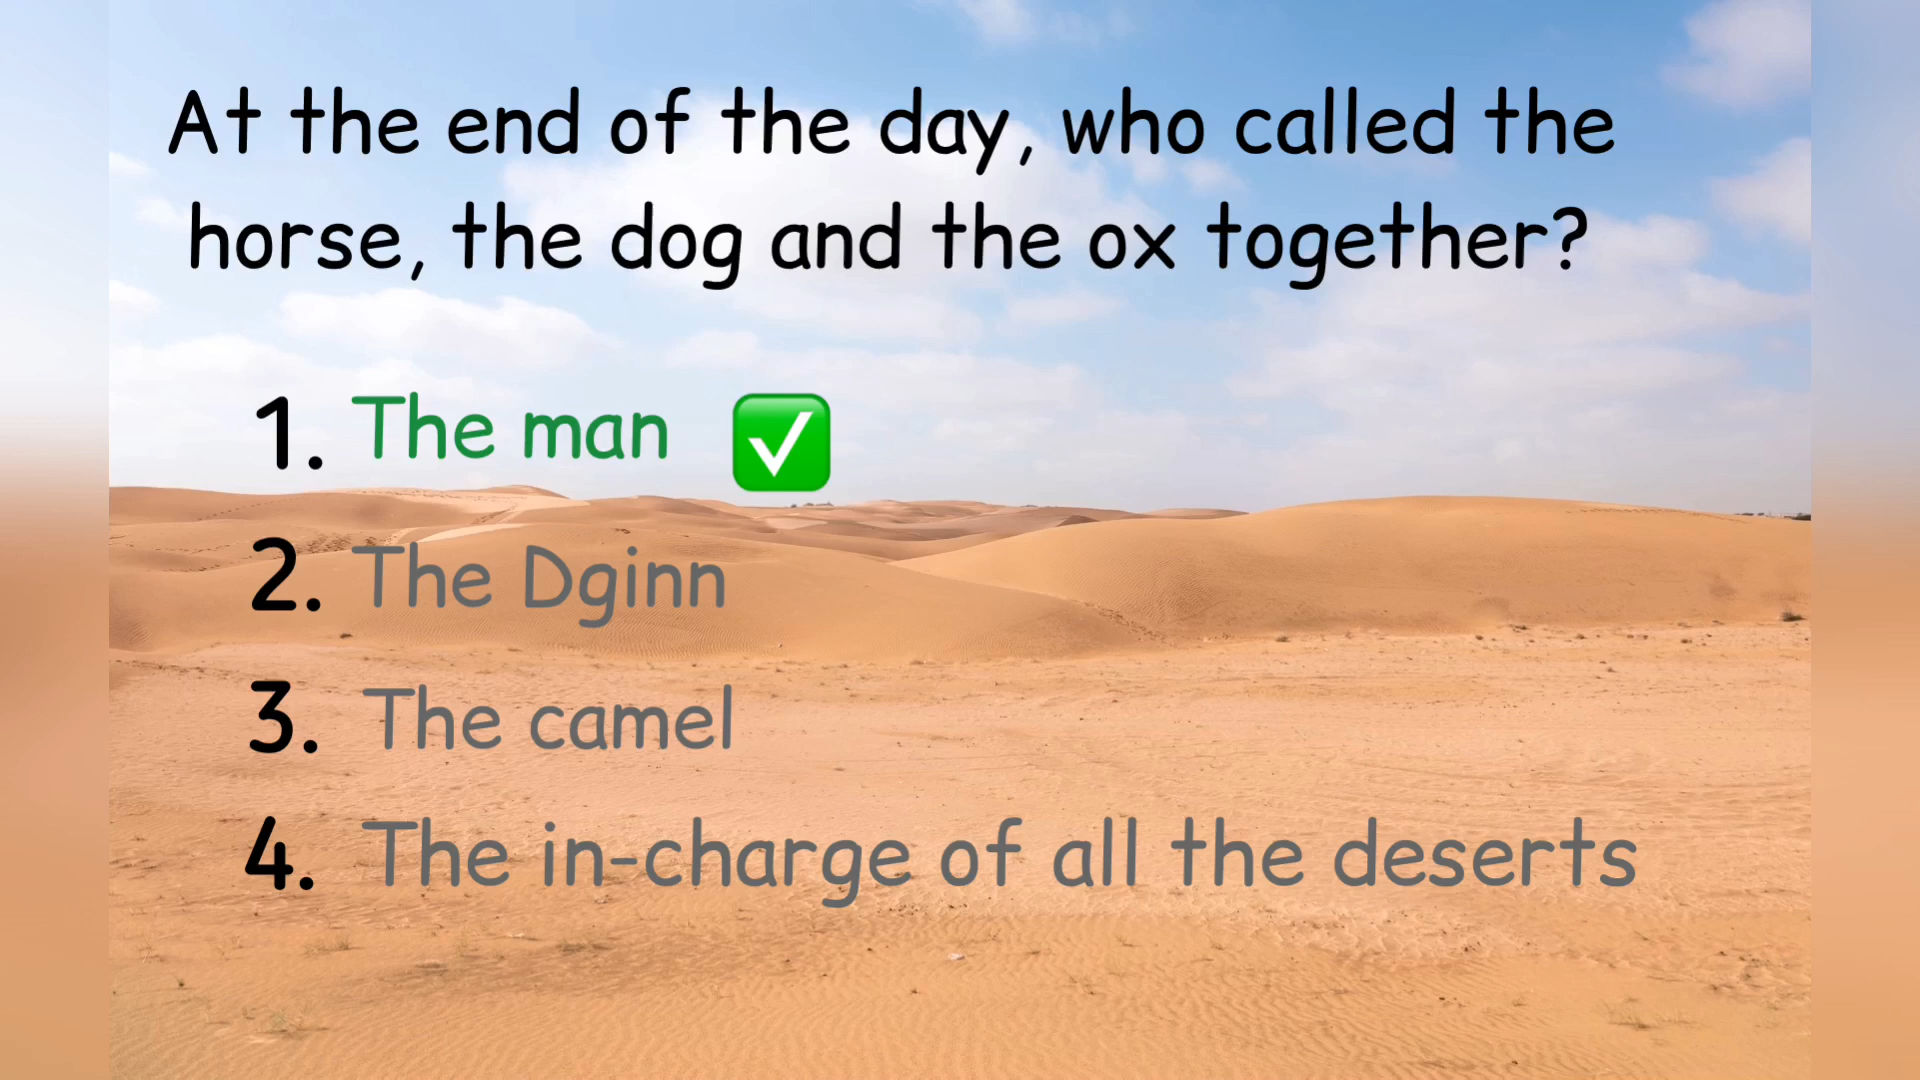 At the end of the day, who called the
horse, the dog and the ox together?
1. The man ✅
2. The Dginn
3. The camel
4. The in-charge of all the deserts